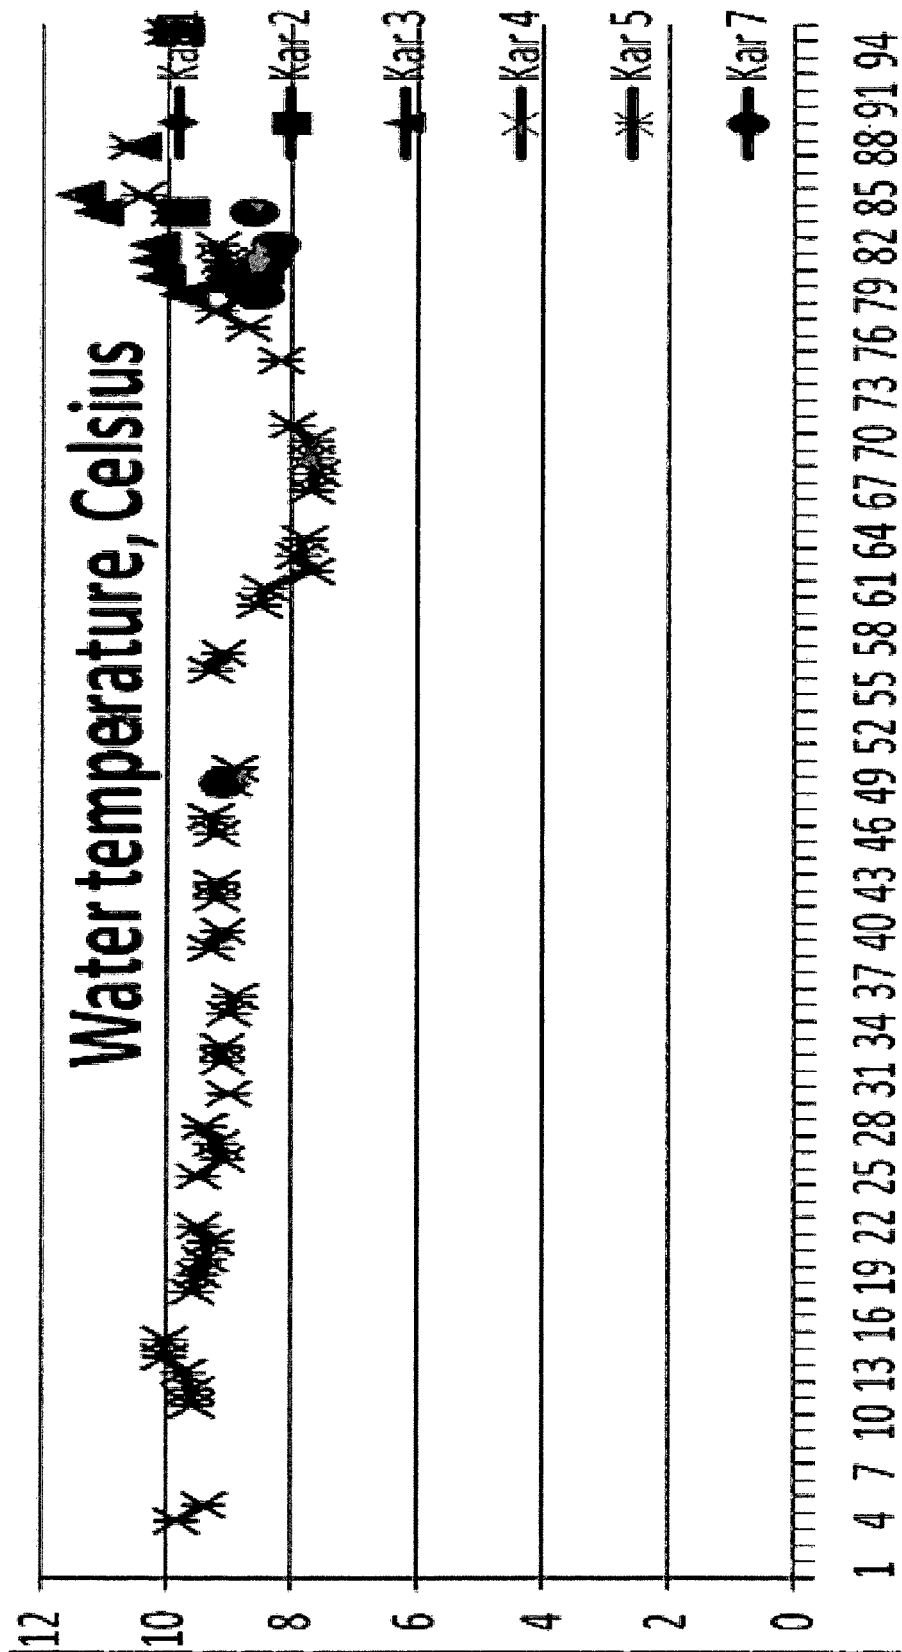 Water temperature, Celsius
12
10
8
6
4
2
0
1 4 7 10 13 16 19 22 25 28 31 34 37 40 43 46 49 52 55 58 61 64 67 70 73 76 79 82 85 88 91 94
Kar 2
Kar 3
Kar 4
Kar 5
Kar 7